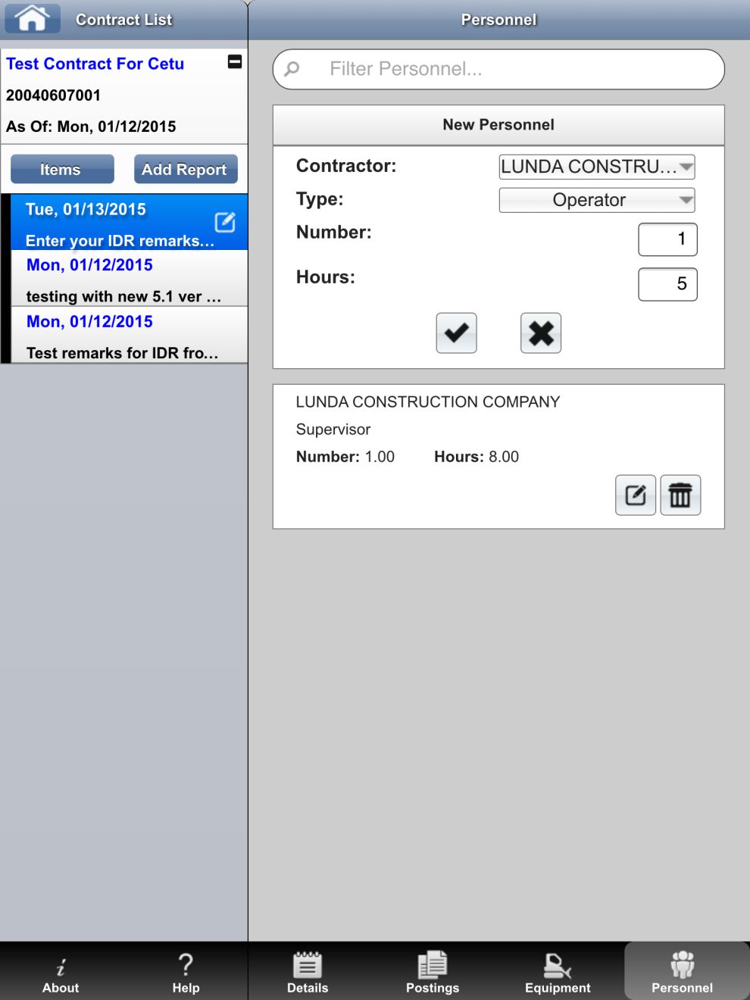 Contract List
Personnel
Test Contract For Cetu
20040607001
As Of: Mon, 01/12/2015
Items
Add Report
Tue, 01/13/2015
Enter your IDR remarks...
Mon, 01/12/2015
testing with new 5.1 ver ...
Mon, 01/12/2015
Test remarks for IDR fro...
Filter Personnel...
New Personnel
Contractor: LUNDA CONSTRU...
Type: Operator
Number: 1
Hours: 5
LUNDA CONSTRUCTION COMPANY
Supervisor
Number: 1.00 Hours: 8.00
About
Help
Details
Postings
Equipment
Personnel